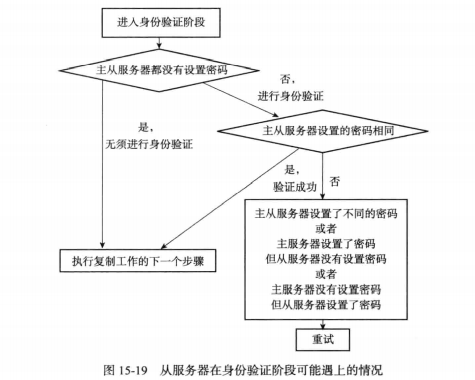 进入身份验证阶段
主从服务器都没有设置密码
否，
进行身份验证
是，
无须进行身份验证
主从服务器设置的密码相同
是，
验证成功
否
主从服务器设置了不同的密码
或者
主服务器设置了密码
但从服务器没有设置密码
或者
主服务器没有设置密码
但从服务器设置了密码
执行复制工作的下一个步骤
重试
图 15-19 从服务器在身份验证阶段可能遇上的情况